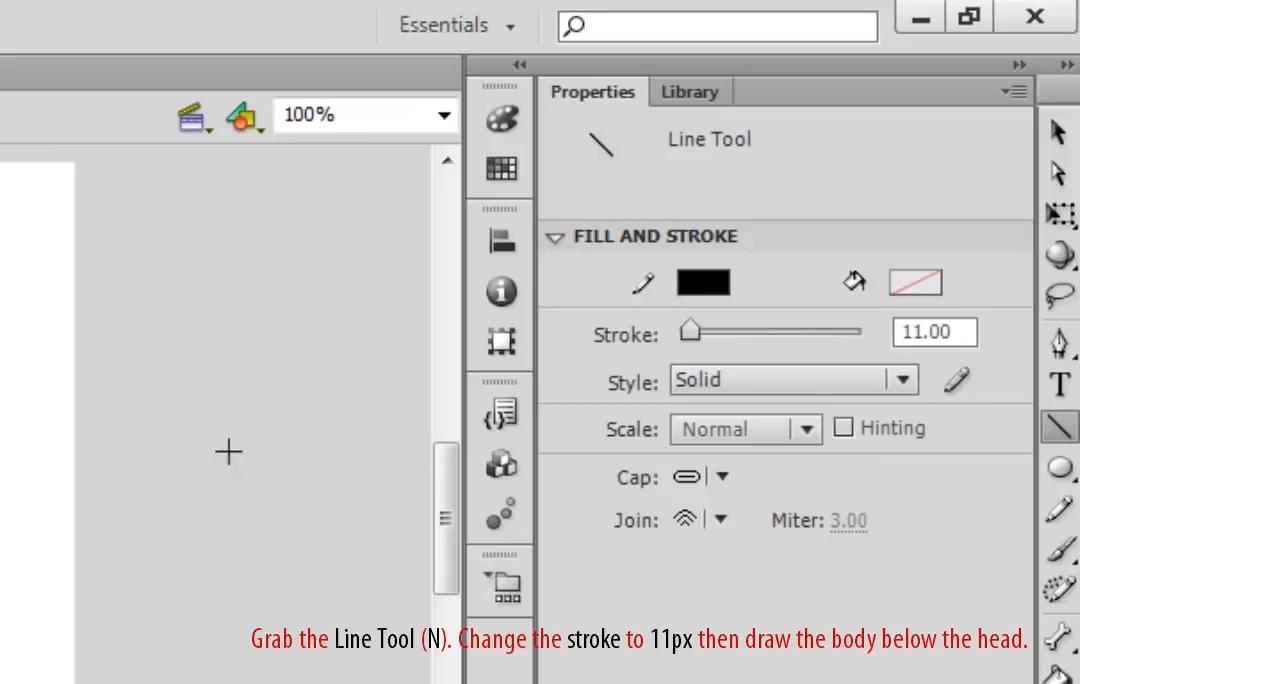 Essentials
100%
Properties
Library
Line Tool
FILL AND STROKE
Stroke:
11.00
Style:
Solid
Scale:
Normal
Hinting
Cap:
Join:
Miter: 3.00
T
Grab the Line Tool (N). Change the stroke to 11px then draw the body below the head.